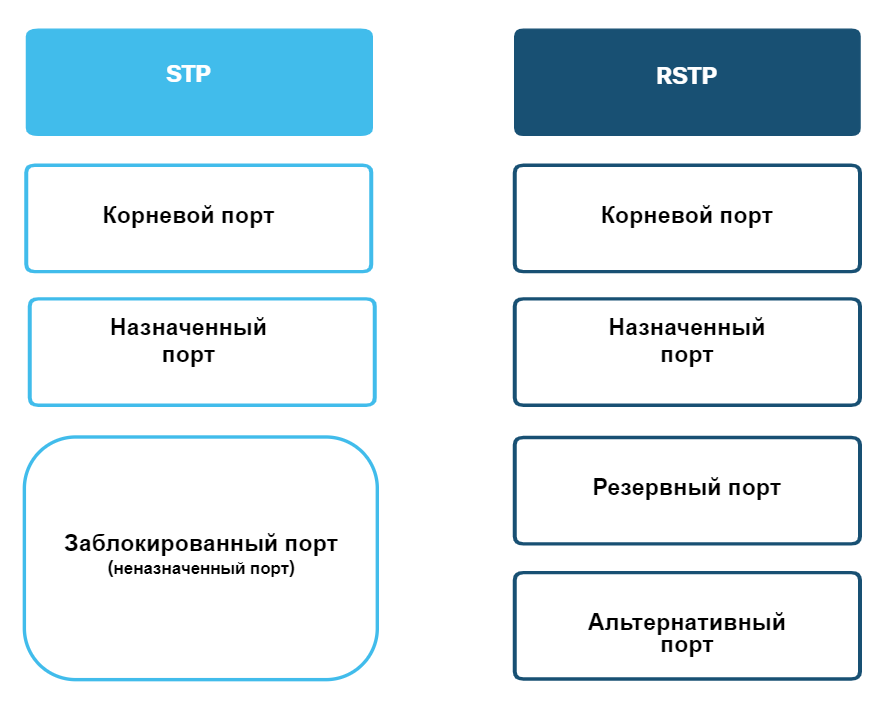 STP
Корневой порт
Назначенный
порт
Заблокированный порт
(неназначенный порт)
RSTP
Корневой порт
Назначенный
порт
Резервный порт
Альтернативный
порт